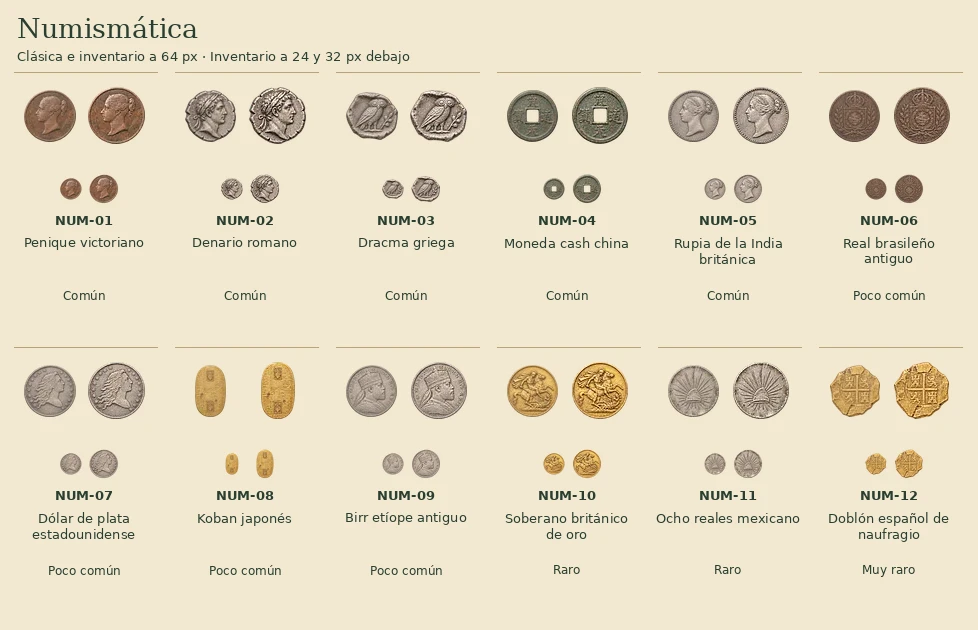 Numismática
Clásica e inventario a 64 px · Inventario a 24 y 32 px debajo
NUM-01
Penique victoriano
Común
NUM-02
Denario romano
Común
NUM-03
Dracma griega
Común
NUM-04
Moneda cash china
Común
NUM-05
Rupia de la India
británica
Común
NUM-06
Real brasileño
antiguo
Poco común
NUM-07
Dólar de plata
estadounidense
Poco común
NUM-08
Koban japonés
Poco común
NUM-09
Birr etíope antiguo
Poco común
NUM-10
Soberano británico
de oro
Raro
NUM-11
Ocho reales mexicano
Raro
NUM-12
Doblón español de
naufragio
Muy raro